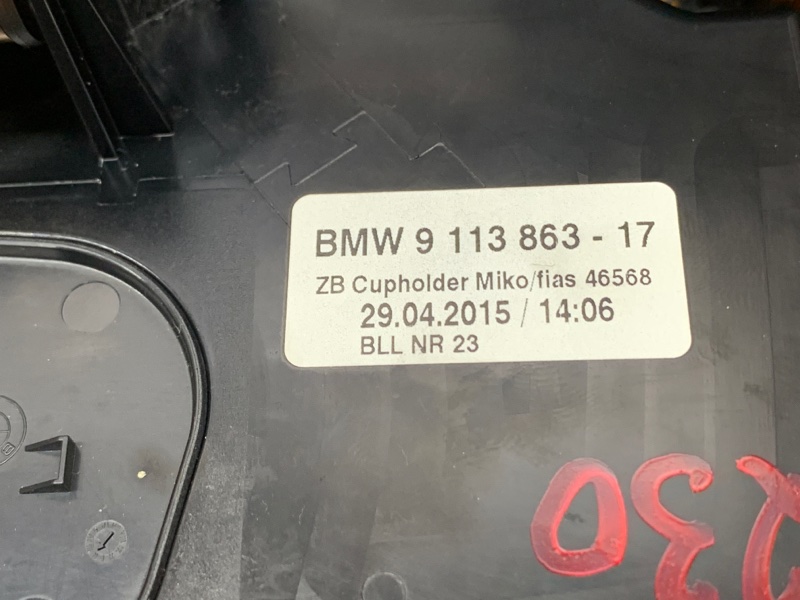 BMW 9 113 863 - 17
ZB Cupholder Miko/fias 46568
29.04.2015 / 14:06
BLL NR 23